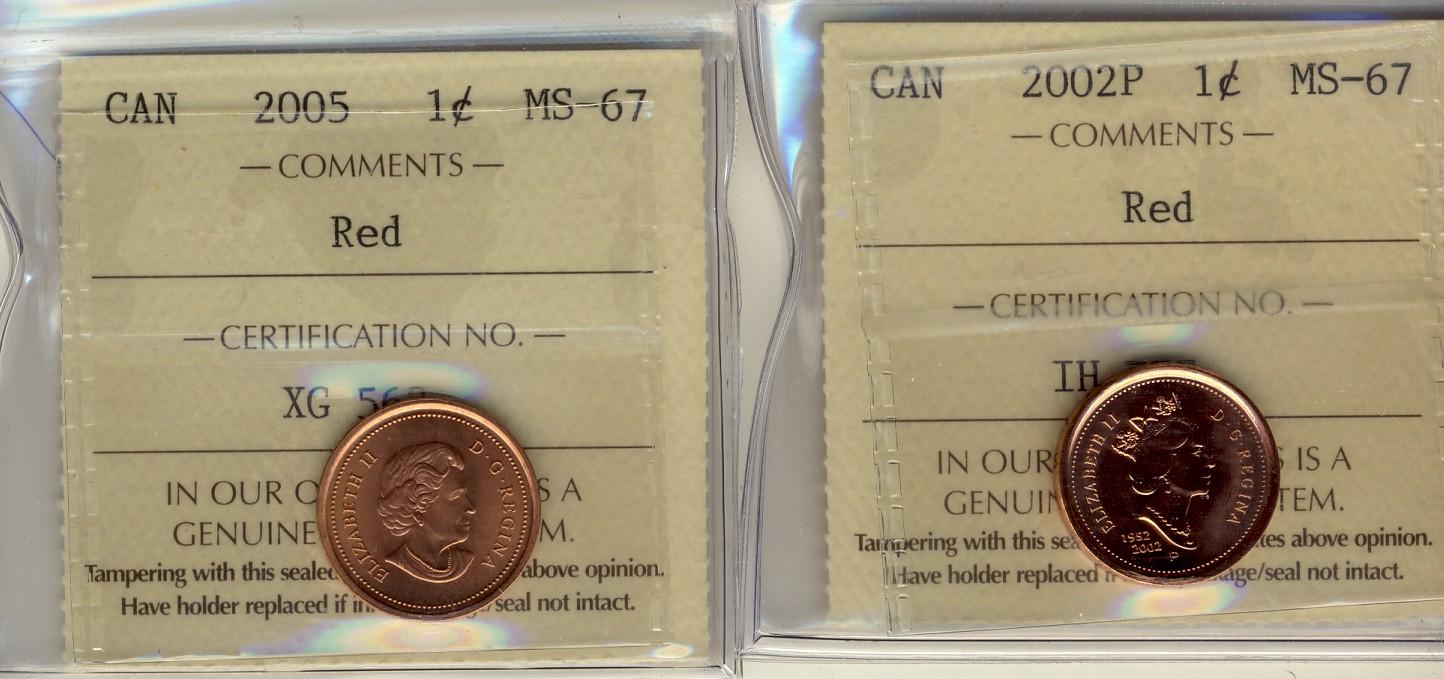 CAN 2005 1¢ MS-67
— COMMENTS —
Red
— CERTIFICATION NO. —
XG
IN OUR S A
GENUINE M.
Tampering with this sealed above opinion.
Have holder replaced if seal not intact.
ELIZABETH II D·G·REGINA
CAN 2002P 1¢ MS-67
— COMMENTS —
Red
— CERTIFICATION NO. —
IH
IN OUR IS A
GENUIN TEM.
Tampering with this sea above opinion.
Have holder replaced /seal not intact.
ELIZABETH II D·G·REGINA
1952
2002
P